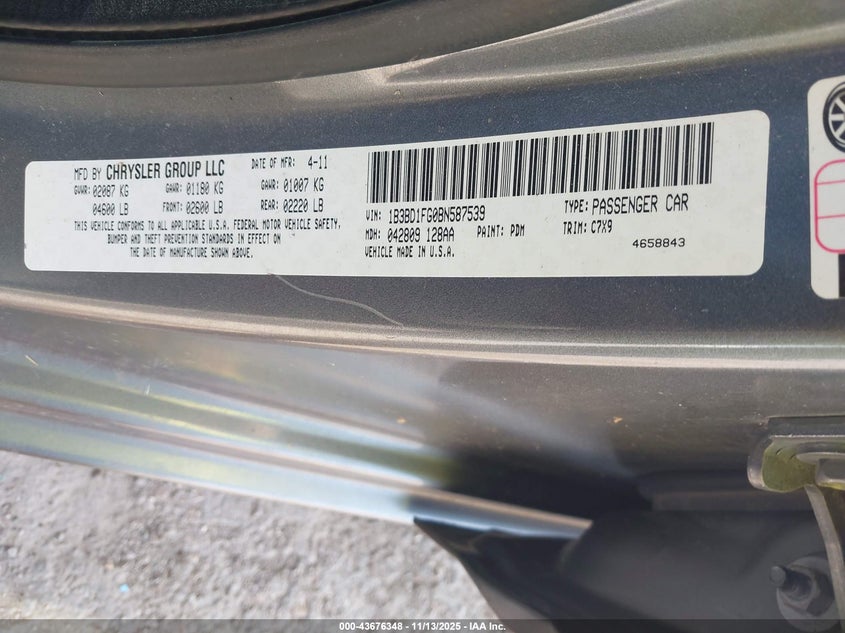 MFD BY CHRYSLER GROUP LLC DATE OF MFR: 4-11
GVWR: 02087 KG GAWR: 01180 KG GAWR: 01007 KG
04600 LB FRONT: 02600 LB REAR: 02220 LB
THIS VEHICLE CONFORMS TO ALL APPLICABLE U.S.A. FEDERAL MOTOR VEHICLE SAFETY,
BUMPER AND THEFT PREVENTION STANDARDS IN EFFECT ON
THE DATE OF MANUFACTURE SHOWN ABOVE.
VIN: 1B3BD1FG0BN587539 TYPE: PASSENGER CAR
MDH: 042809 128AA PAINT: PDM TRIM: C7X9
VEHICLE MADE IN U.S.A. 4658843
000-43676348 - 11/13/2025 - IAA Inc.